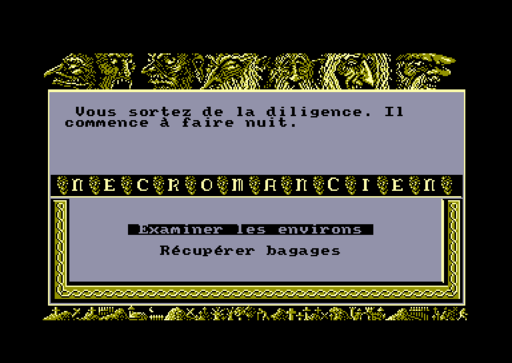 Vous sortez de la diligence. Il
commence à faire nuit.
NECROMANCIEN
Examiner les environs
Récupérer bagages